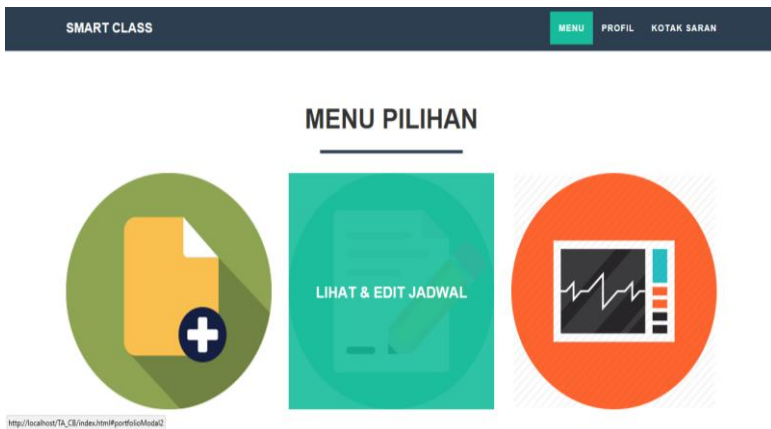 SMART CLASS
MENU PROFIL KOTAK SARAN
MENU PILIHAN
LIHAT & EDIT JADWAL
http://localhost/TA_CB/index.html#portfolioModal2